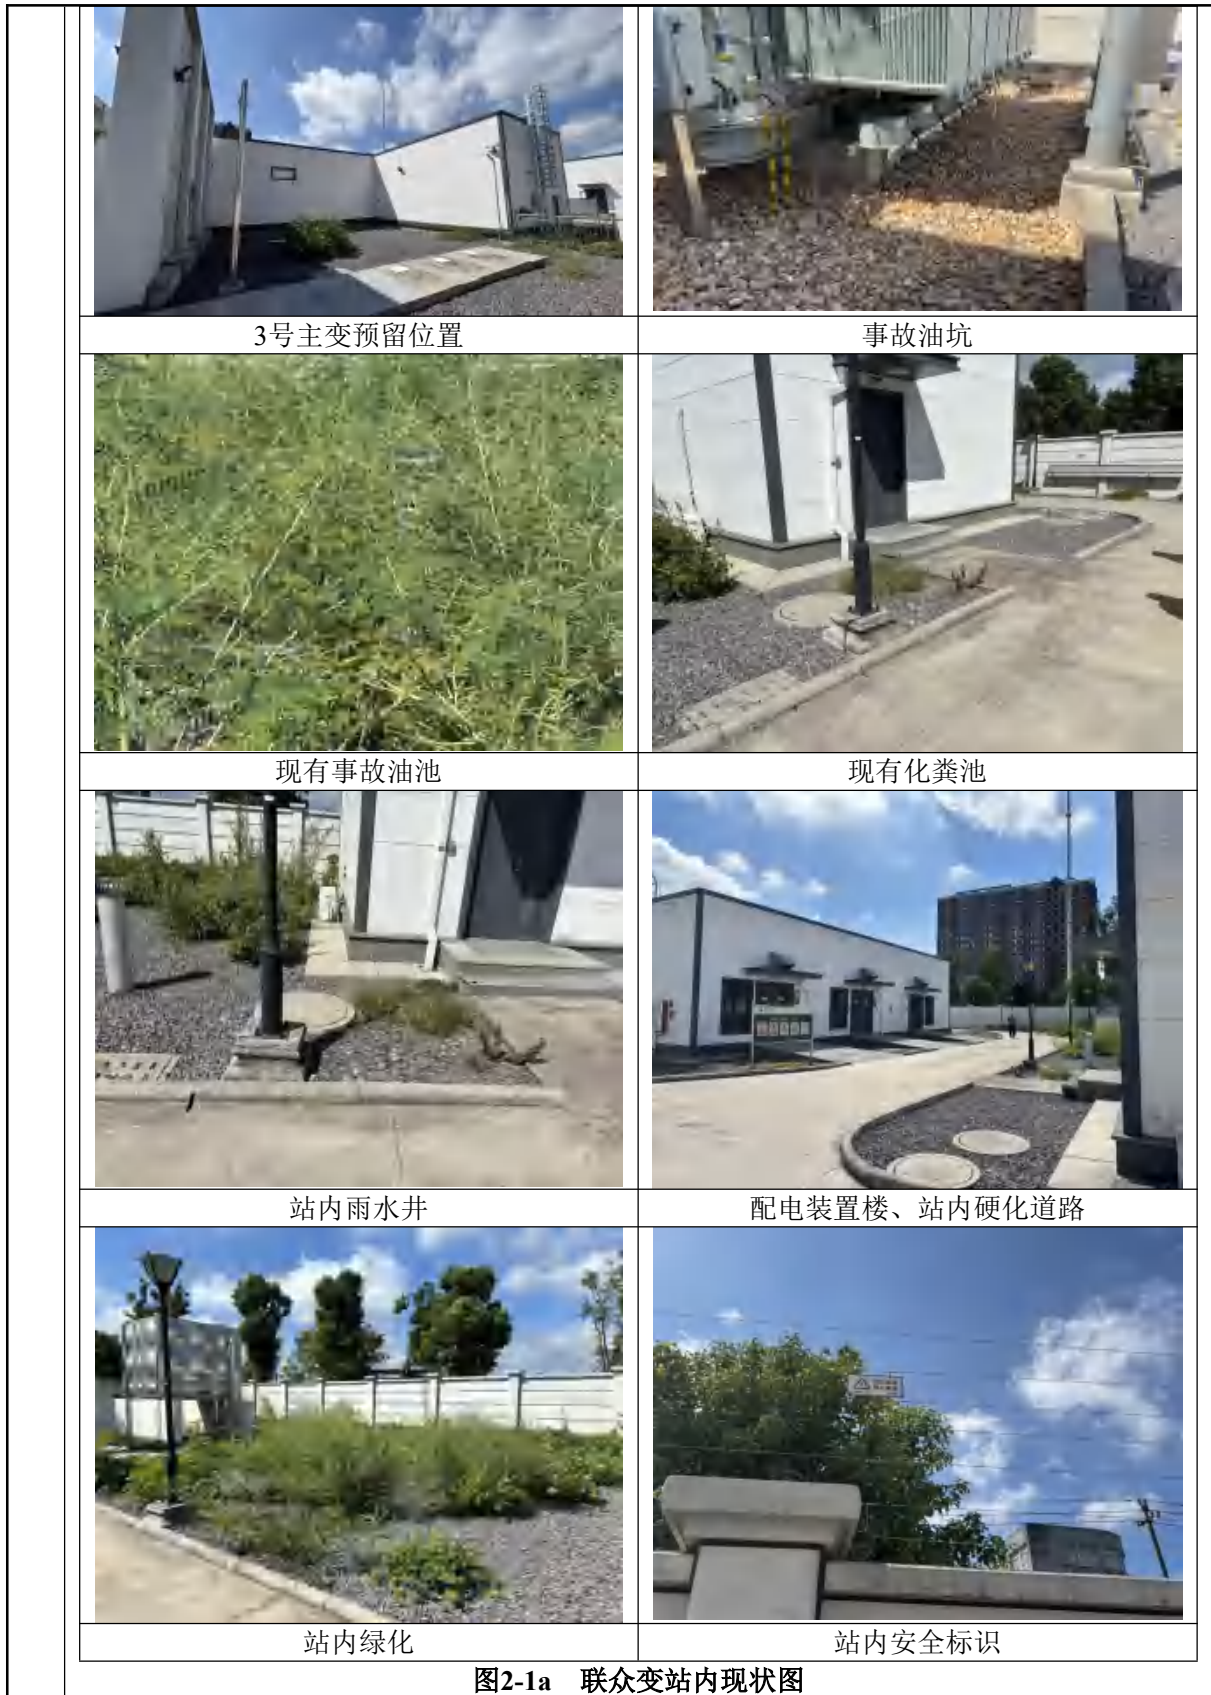 3号主变预留位置
事故油坑
现有事故油池
现有化粪池
站内雨水井
配电装置楼、站内硬化道路
站内绿化
站内安全标识
图2-1a 联众变站内现状图